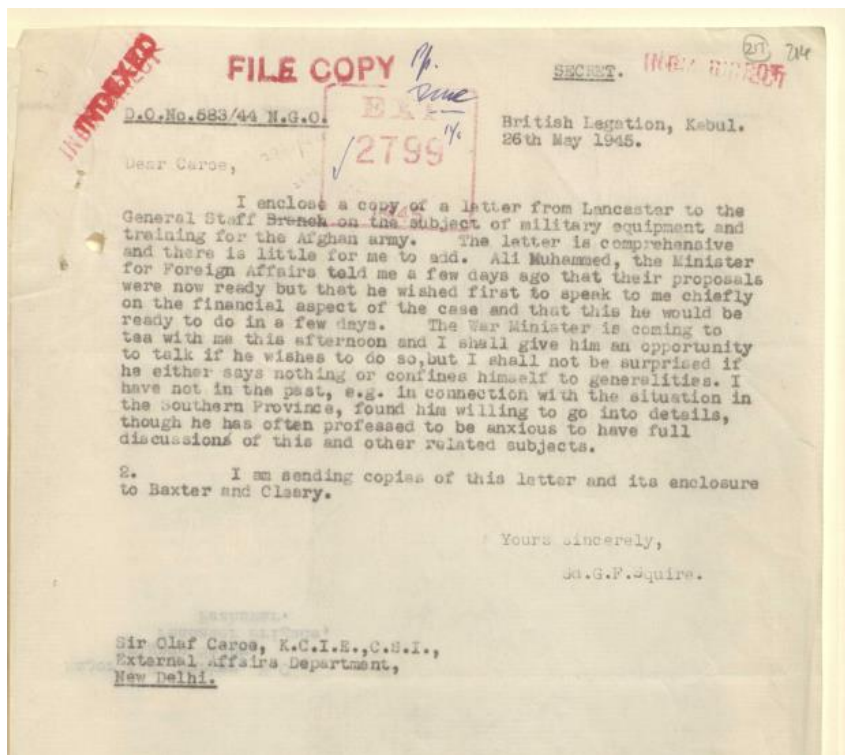 INDEXED
FILE COPY
SECRET.
INDIA DIRECT
217 214
D.O.No.583/44 N.G.O.
EXT
2799
1945
British Legation, Kabul.
26th May 1945.
Dear Caroe,
I enclose a copy of a letter from Lancaster to the
General Staff Branch on the subject of military equipment and
training for the Afghan army. The letter is comprehensive
and there is little for me to add. Ali Muhammed, the Minister
for Foreign Affairs told me a few days ago that their proposals
were now ready but that he wished first to speak to me chiefly
on the financial aspect of the case and that this he would be
ready to do in a few days. The War Minister is coming to
tea with me this afternoon and I shall give him an opportunity
to talk if he wishes to do so,but I shall not be surprised if
he either says nothing or confines himself to generalities. I
have not in the past, e.g. in connection with the situation in
the Southern Province, found him willing to go into details,
though he has often professed to be anxious to have full
discussions of this and other related subjects.
2. I am sending copies of this letter and its enclosure
to Baxter and Cleary.
Yours sincerely,
Sd.G.F.Squire.
Sir Olaf Caroe, K.C.I.E.,C.S.I.,
External Affairs Department,
New Delhi.